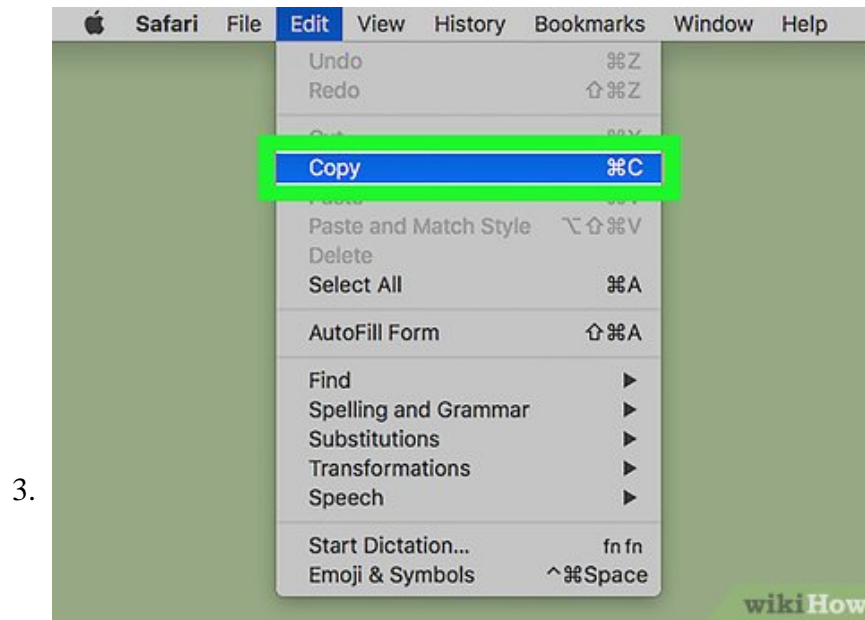 Safari File Edit View History Bookmarks Window Help
Undo ⌘Z
Redo ⇧⌘Z
Copy ⌘C
Paste and Match Style ⌥⇧⌘V
Delete
Select All ⌘A
AutoFill Form ⇧⌘A
Find ▶
Spelling and Grammar ▶
Substitutions ▶
Transformations ▶
3.
Speech ▶
Start Dictation... fn fn
Emoji & Symbols ^⌘Space
wikiHow